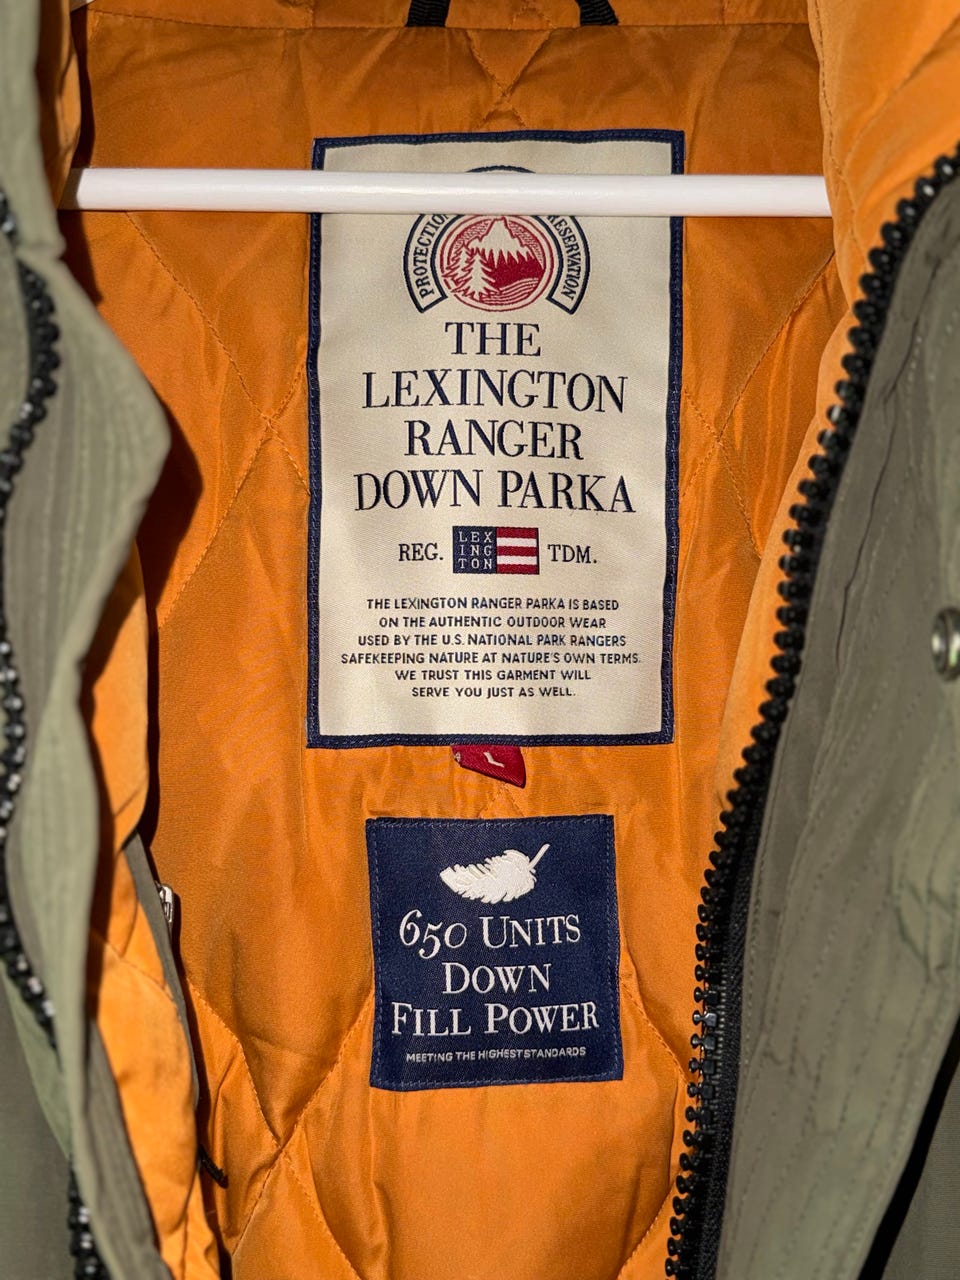 PROTECTION
THE
LEXINGTON
RANGER
DOWN PARKA
REG. LEX
ING
TON TDM.
THE LEXINGTON RANGER PARKA IS BASED
ON THE AUTHENTIC OUTDOOR WEAR
USED BY THE U.S. NATIONAL PARK RANGERS
SAFEKEEPING NATURE AT NATURE'S OWN TERMS.
WE TRUST THIS GARMENT WILL
SERVE YOU JUST AS WELL.
L
650 UNITS
DOWN
FILL POWER
MEETING THE HIGHEST STANDARDS